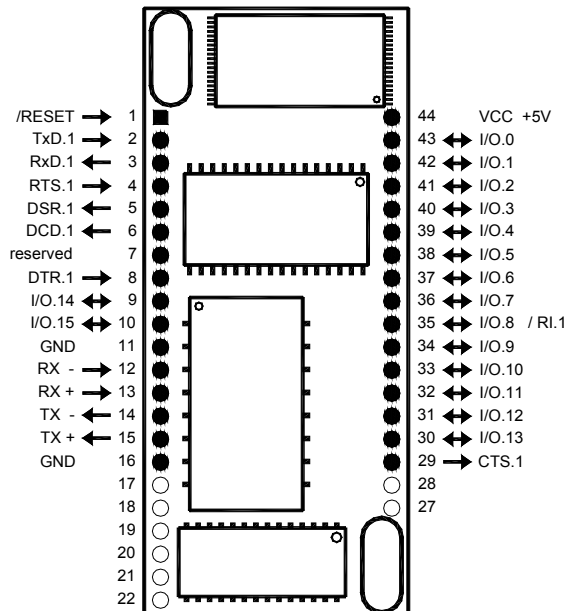 /RESET 1
TxD.1 2
RxD.1 3
RTS.1 4
DSR.1 5
DCD.1 6
reserved 7
DTR.1 8
I/O.14 9
I/O.15 10
GND 11
RX - 12
RX + 13
TX - 14
TX + 15
GND 16
17
18
19
20
21
22
44 VCC +5V
43 I/O.0
42 I/O.1
41 I/O.2
40 I/O.3
39 I/O.4
38 I/O.5
37 I/O.6
36 I/O.7
35 I/O.8 / RI.1
34 I/O.9
33 I/O.10
32 I/O.11
31 I/O.12
30 I/O.13
29 CTS.1
28
27